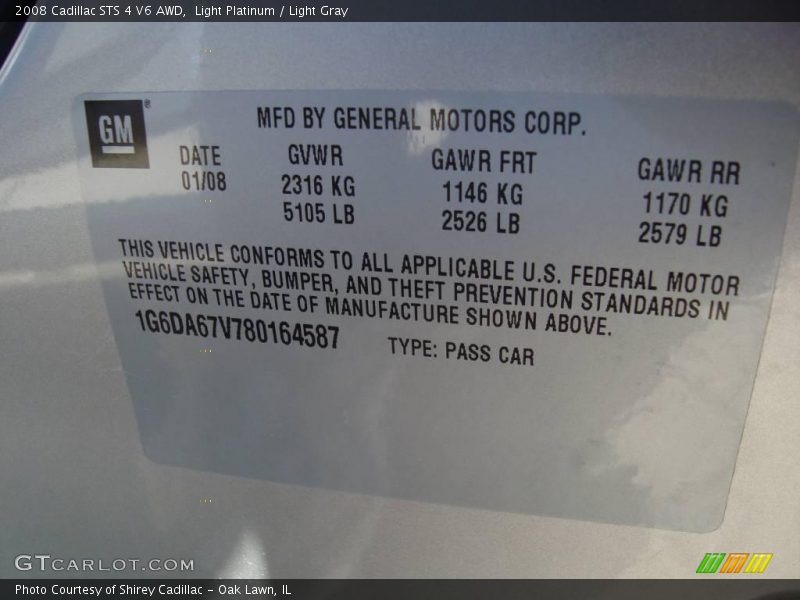 2008 Cadillac STS 4 V6 AWD,  Light Platinum / Light Gray
GM®
MFD BY GENERAL MOTORS CORP.
DATE GVWR GAWR FRT GAWR RR
01/08 2316 KG 1146 KG 1170 KG
5105 LB 2526 LB 2579 LB
THIS VEHICLE CONFORMS TO ALL APPLICABLE U.S. FEDERAL MOTOR
VEHICLE SAFETY, BUMPER, AND THEFT PREVENTION STANDARDS IN
EFFECT ON THE DATE OF MANUFACTURE SHOWN ABOVE.
1G6DA67V780164587 TYPE: PASS CAR
GTCARLOT.COM
Photo Courtesy of Shirey Cadillac - Oak Lawn, IL